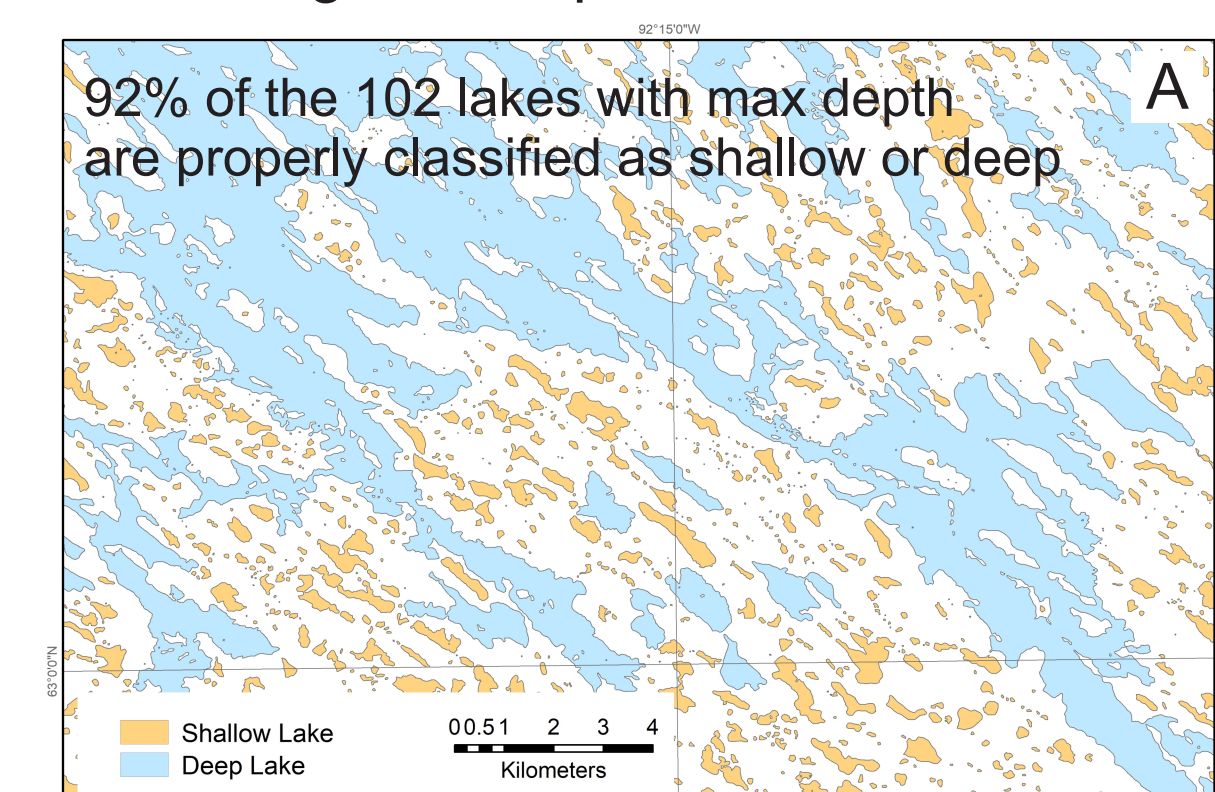 92°15'0"W
A
92% of the 102 lakes with max depth
are properly classified as shallow or deep
63°0'0"N
Shallow Lake
Deep Lake
0 0.5 1 2 3 4
Kilometers